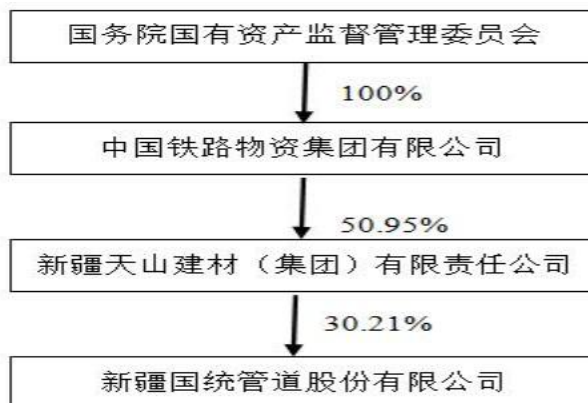 国务院国有资产监督管理委员会
100%
中国铁路物资集团有限公司
50.95%
新疆天山建材（集团）有限责任公司
30.21%
新疆国统管道股份有限公司